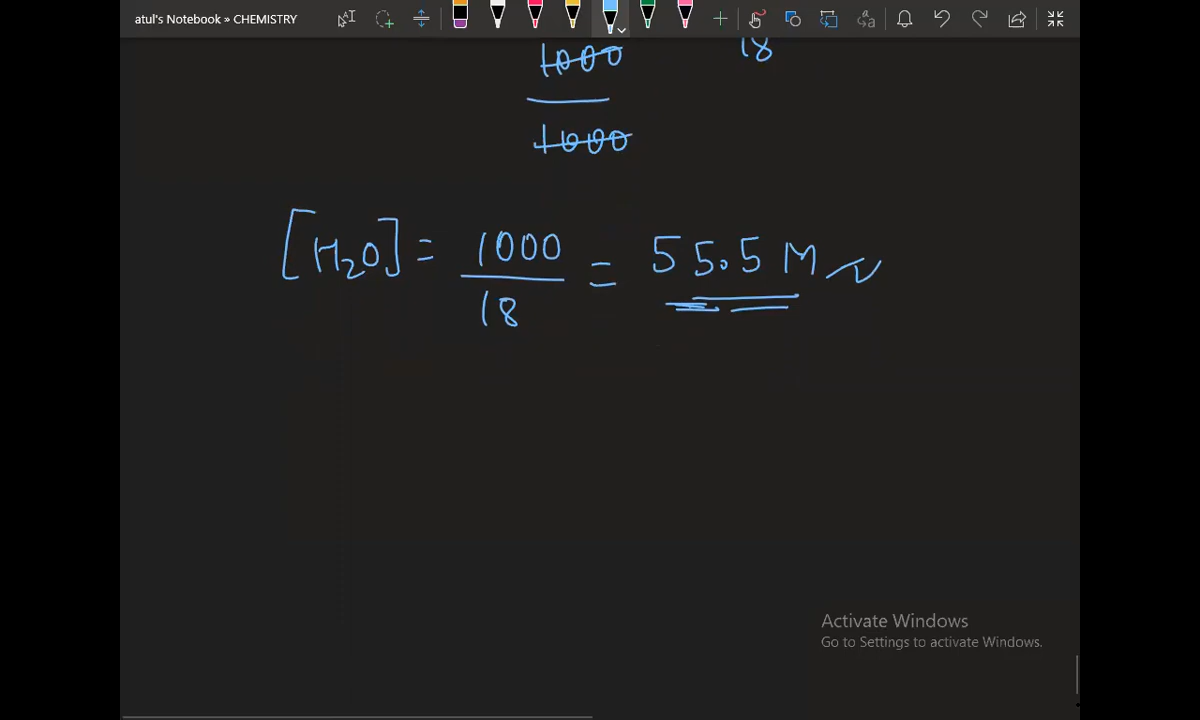 atul's Notebook » CHEMISTRY
1000
18
1000
[H₂O] = 1000/18 = 55.5 M
Activate Windows
Go to Settings to activate Windows.